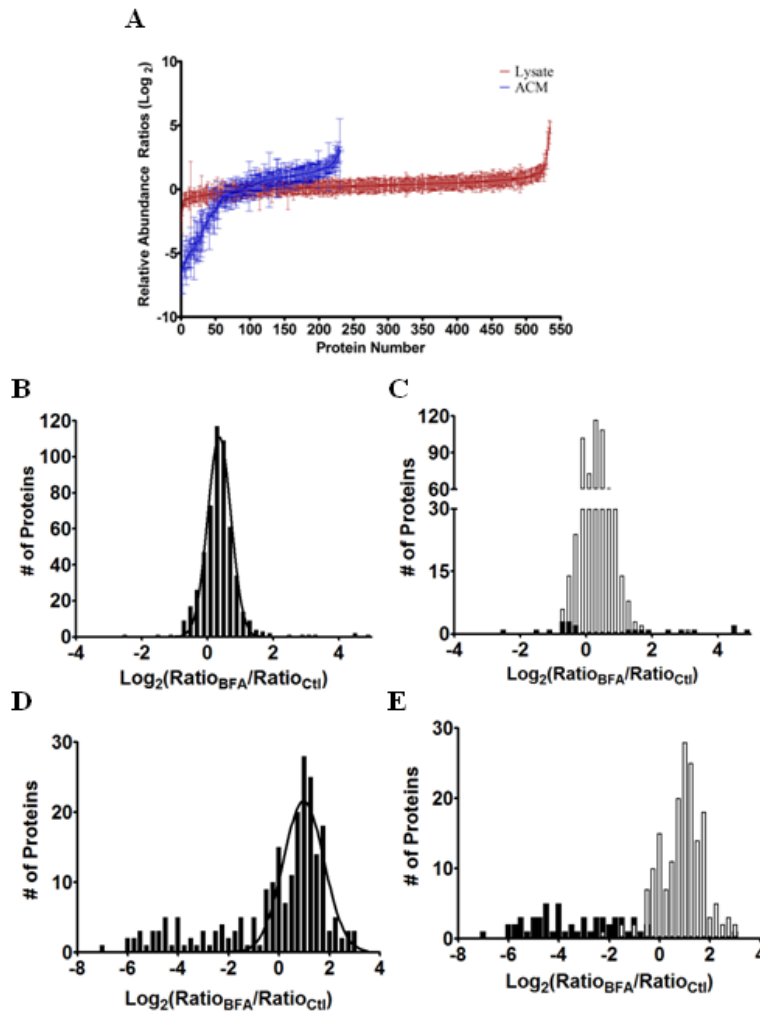 A
Relative Abundance Ratios (Log 2)
10
5
0
-5
-10
Lysate
ACM
0 50 100 150 200 250 300 350 400 450 500 550
Protein Number
B
# of Proteins
120
100
80
60
40
20
0
-4 -2 0 2 4
Log2(RatioBFA/RatioCtl)
C
# of Proteins
120
90
60
30
15
0
-4 -2 0 2 4
Log2(RatioBFA/RatioCtl)
D
# of Proteins
30
20
10
0
-8 -6 -4 -2 0 2 4
Log2(RatioBFA/RatioCtl)
E
# of Proteins
30
20
10
0
-8 -6 -4 -2 0 2 4
Log2(RatioBFA/RatioCtl)